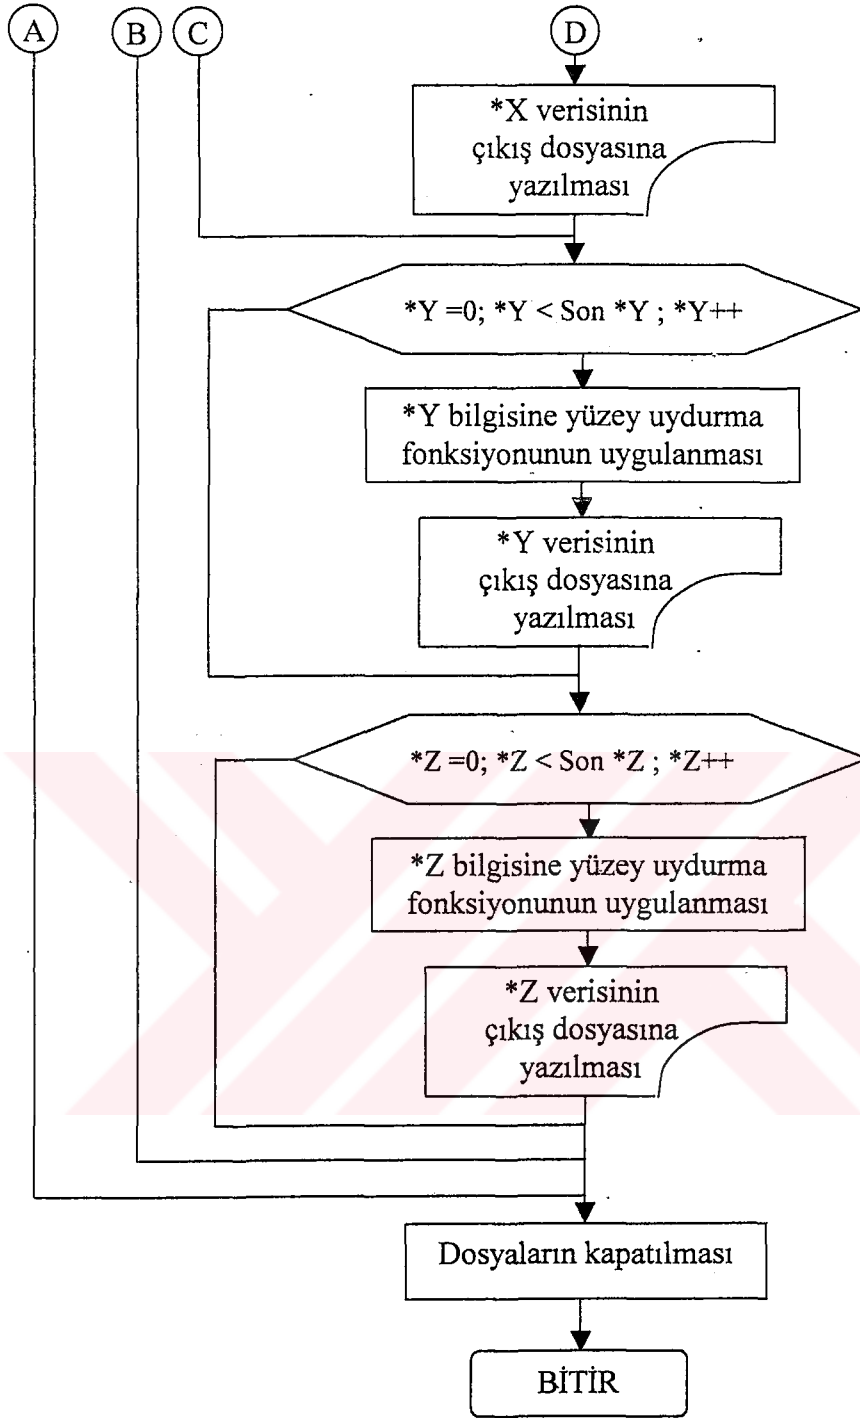 A B C D
*X verisinin
çıkış dosyasına
yazılması
*Y =0; *Y < Son *Y ; *Y++
*Y bilgisine yüzey uydurma
fonksiyonunun uygulanması
*Y verisinin
çıkış dosyasına
yazılması
*Z =0; *Z < Son *Z ; *Z++
*Z bilgisine yüzey uydurma
fonksiyonunun uygulanması
*Z verisinin
çıkış dosyasına
yazılması
Dosyaların kapatılması
BİTİR